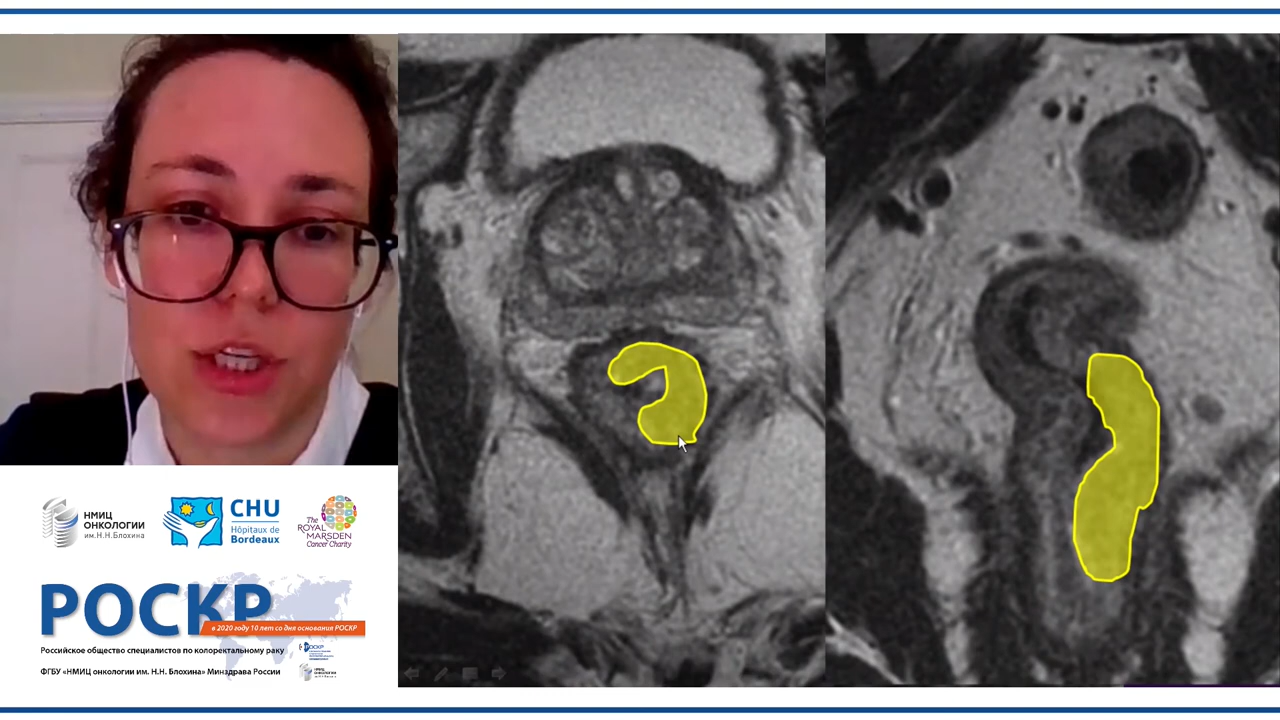 НМИЦ
ОНКОЛОГИИ
им.Н.Н.Блохина
CHU
Hôpitaux de
Bordeaux
The
ROYAL
MARSDEN
Cancer Charity
РОСКР
в 2020 году 10 лет со дня основания РОСКР
Российское общество специалистов по колоректальному раку
ФГБУ «НМИЦ онкологии им. Н.Н. Блохина» Минздрава России